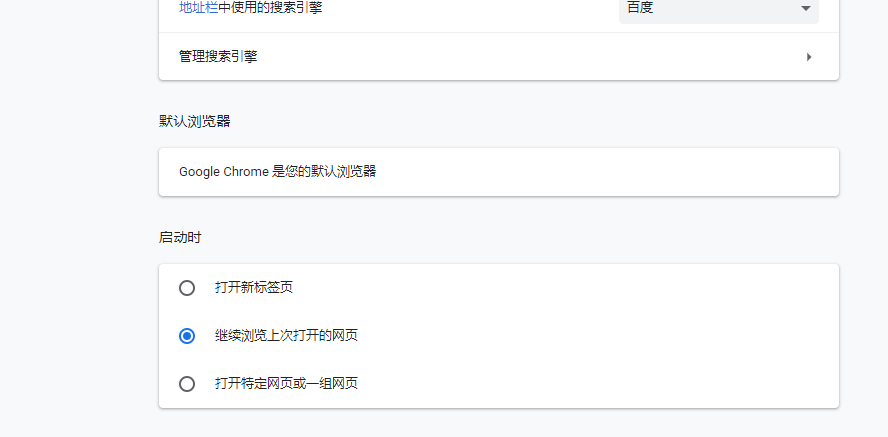 地址栏中使用的搜索引擎
百度
管理搜索引擎
默认浏览器
Google Chrome 是您的默认浏览器
启动时
打开新标签页
继续浏览上次打开的网页
打开特定网页或一组网页